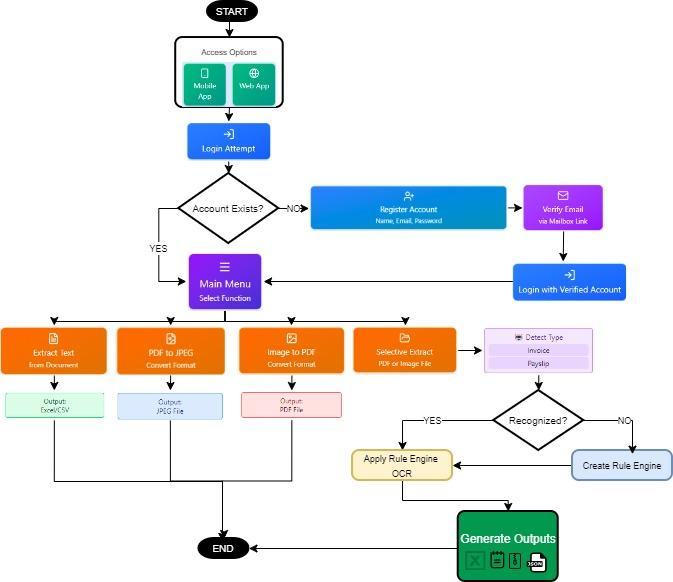 START
Access Options
Mobile
App
Web App
Login Attempt
Account Exists?
NO
Register Account
Name, Email, Password
Verify Email
via Mailbox Link
YES
Main Menu
Select Function
Login with Verified Account
Extract Text
from Document
PDF to JPEG
Convert Format
Image to PDF
Convert Format
Selective Extract
PDF or Image File
Detect Type
Invoice
Payslip
Output:
Excel/CSV
Output:
JPEG File
Output:
PDF File
YES
Recognized?
NO
Apply Rule Engine
OCR
Create Rule Engine
Generate Outputs
X
JSON
END